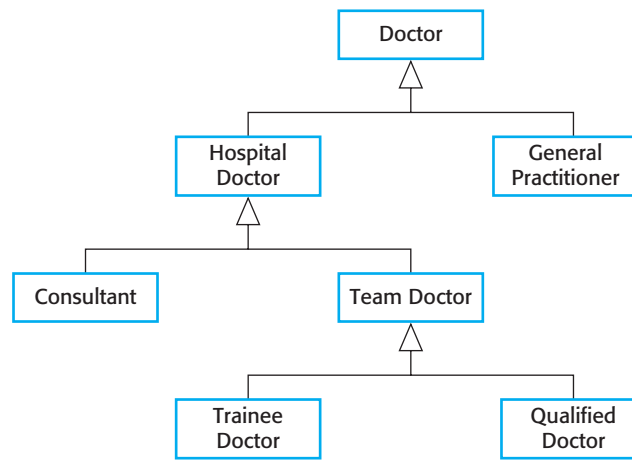 Doctor
Hospital
Doctor
General
Practitioner
Consultant
Team Doctor
Trainee
Doctor
Qualified
Doctor